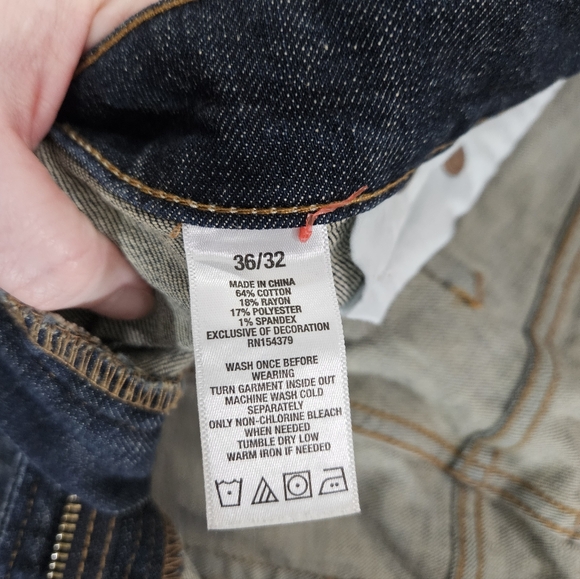 36/32
MADE IN CHINA
64% COTTON
18% RAYON
17% POLYESTER
1% SPANDEX
EXCLUSIVE OF DECORATION
RN154379
WASH ONCE BEFORE
WEARING
TURN GARMENT INSIDE OUT
MACHINE WASH COLD
SEPARATELY
ONLY NON-CHLORINE BLEACH
WHEN NEEDED
TUMBLE DRY LOW
WARM IRON IF NEEDED